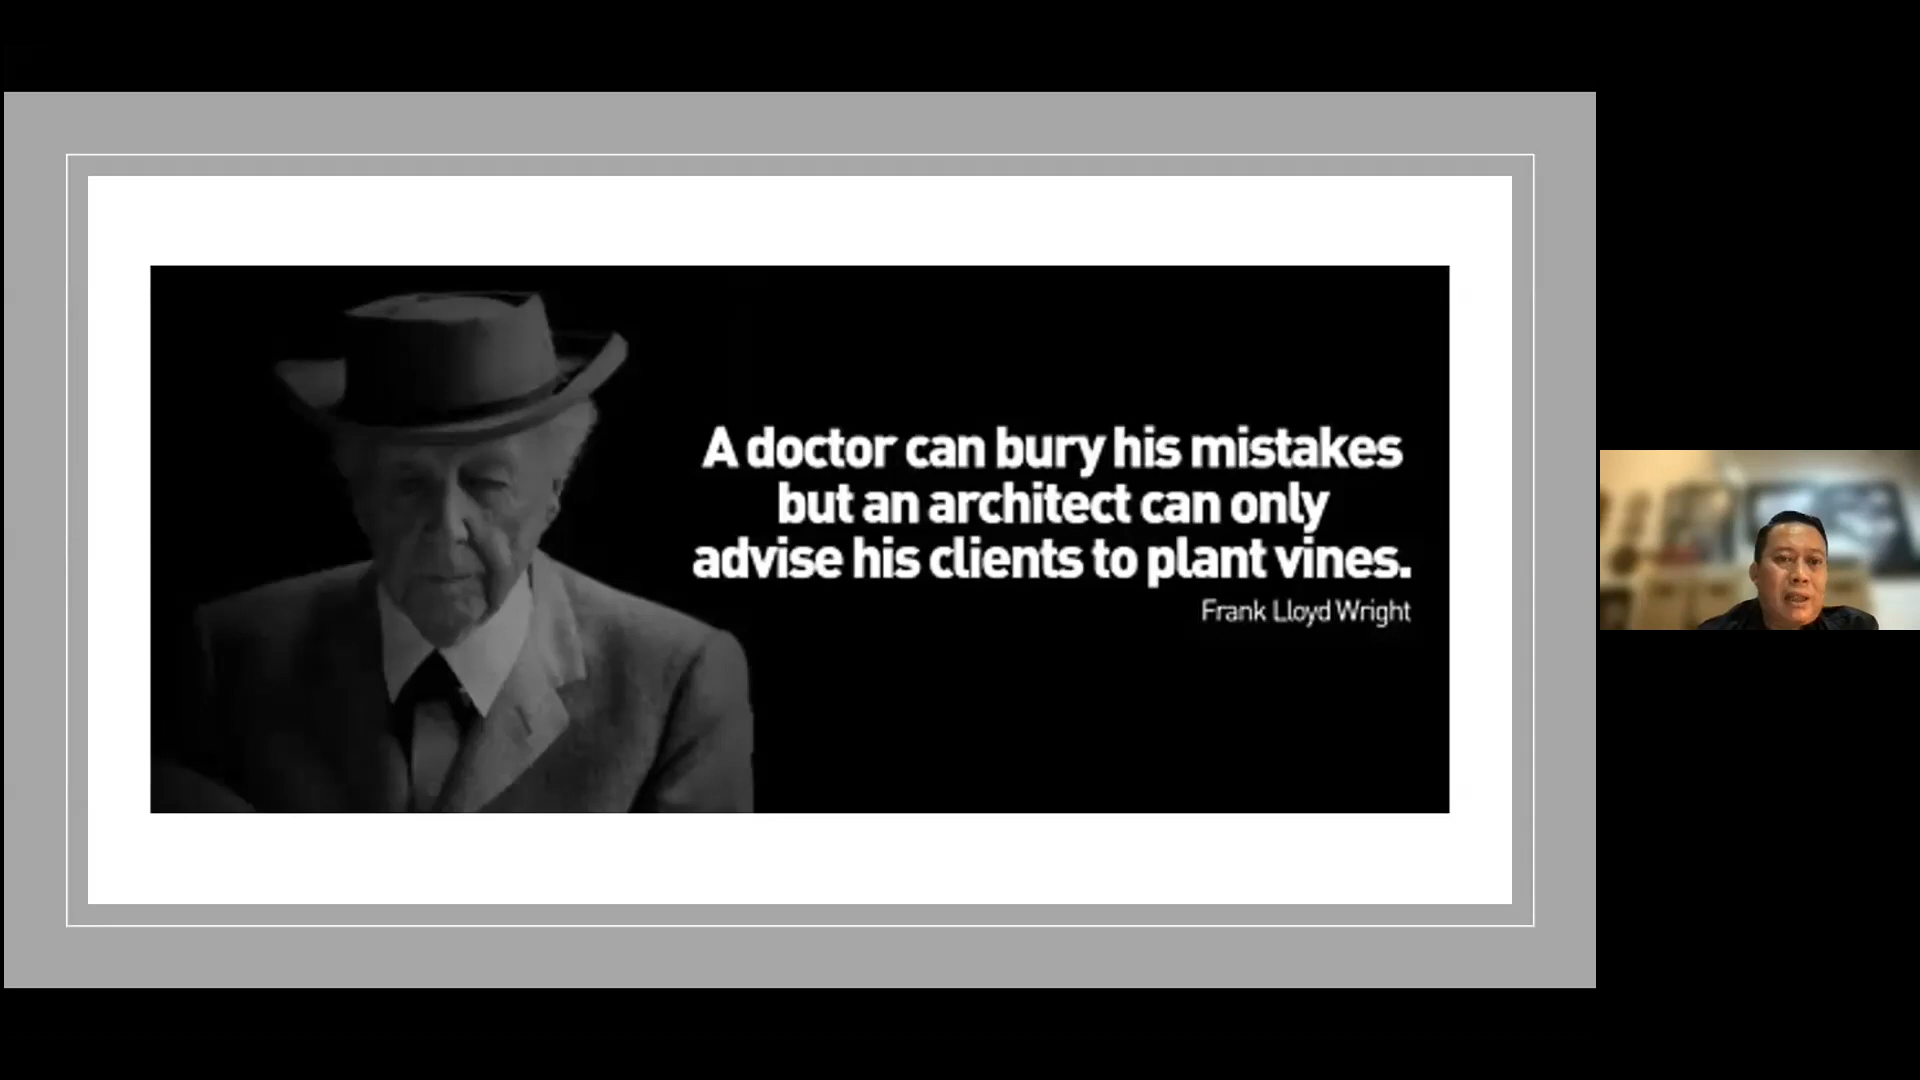 A doctor can bury his mistakes
but an architect can only
advise his clients to plant vines.
Frank Lloyd Wright